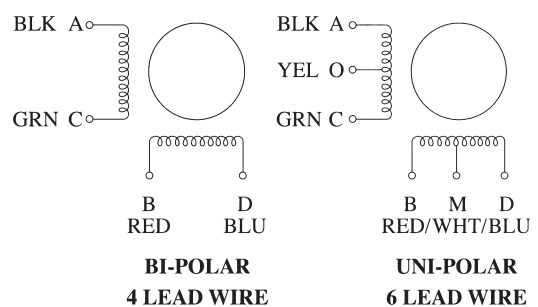 BLK A
GRN C
B D
RED BLU
BI-POLAR
4 LEAD WIRE
BLK A
YEL O
GRN C
B M D
RED/WHT/BLU
UNI-POLAR
6 LEAD WIRE